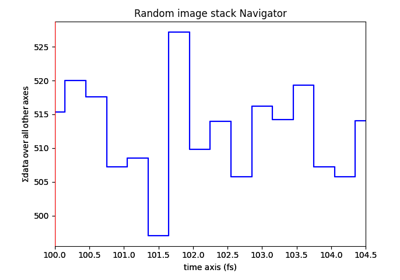 Random image stack Navigator
525
520
515
510
505
500
Σdata over all other axes
100.0 100.5 101.0 101.5 102.0 102.5 103.0 103.5 104.0 104.5
time axis (fs)